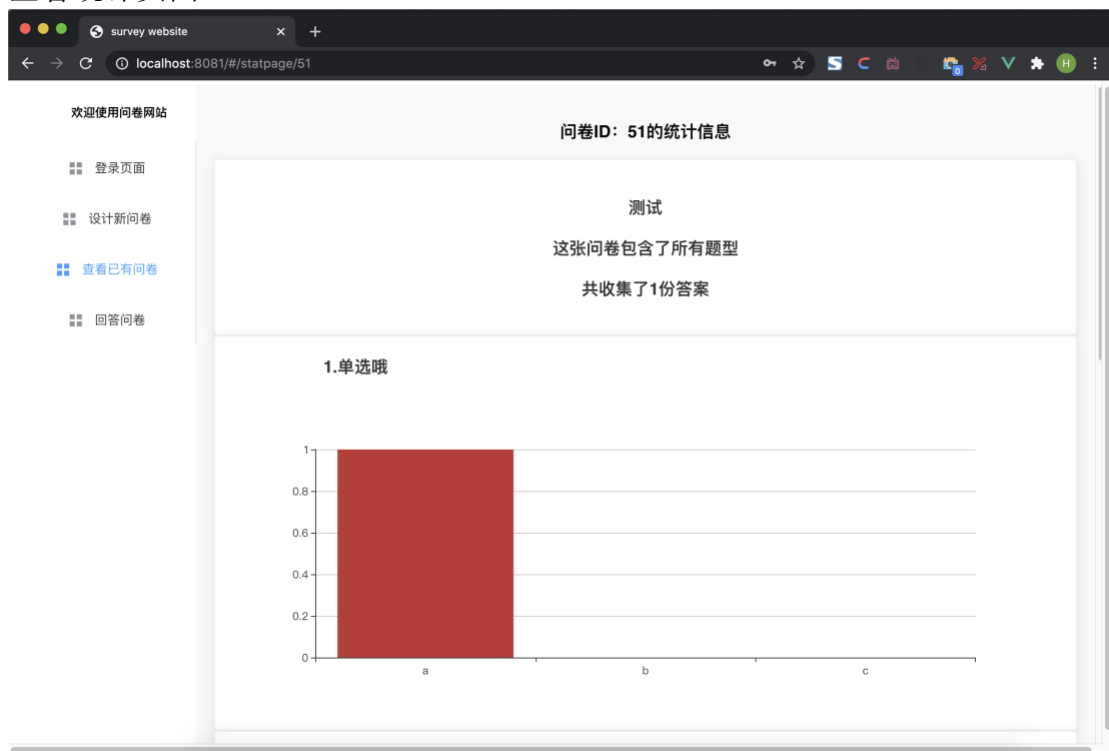 survey website
localhost:8081/#/statpage/51
0
H
欢迎使用问卷网站
登录页面
设计新问卷
查看已有问卷
回答问卷
问卷ID：51的统计信息
测试
这张问卷包含了所有题型
共收集了1份答案
1.单选哦
1
0.8
0.6
0.4
0.2
0
a
b
c